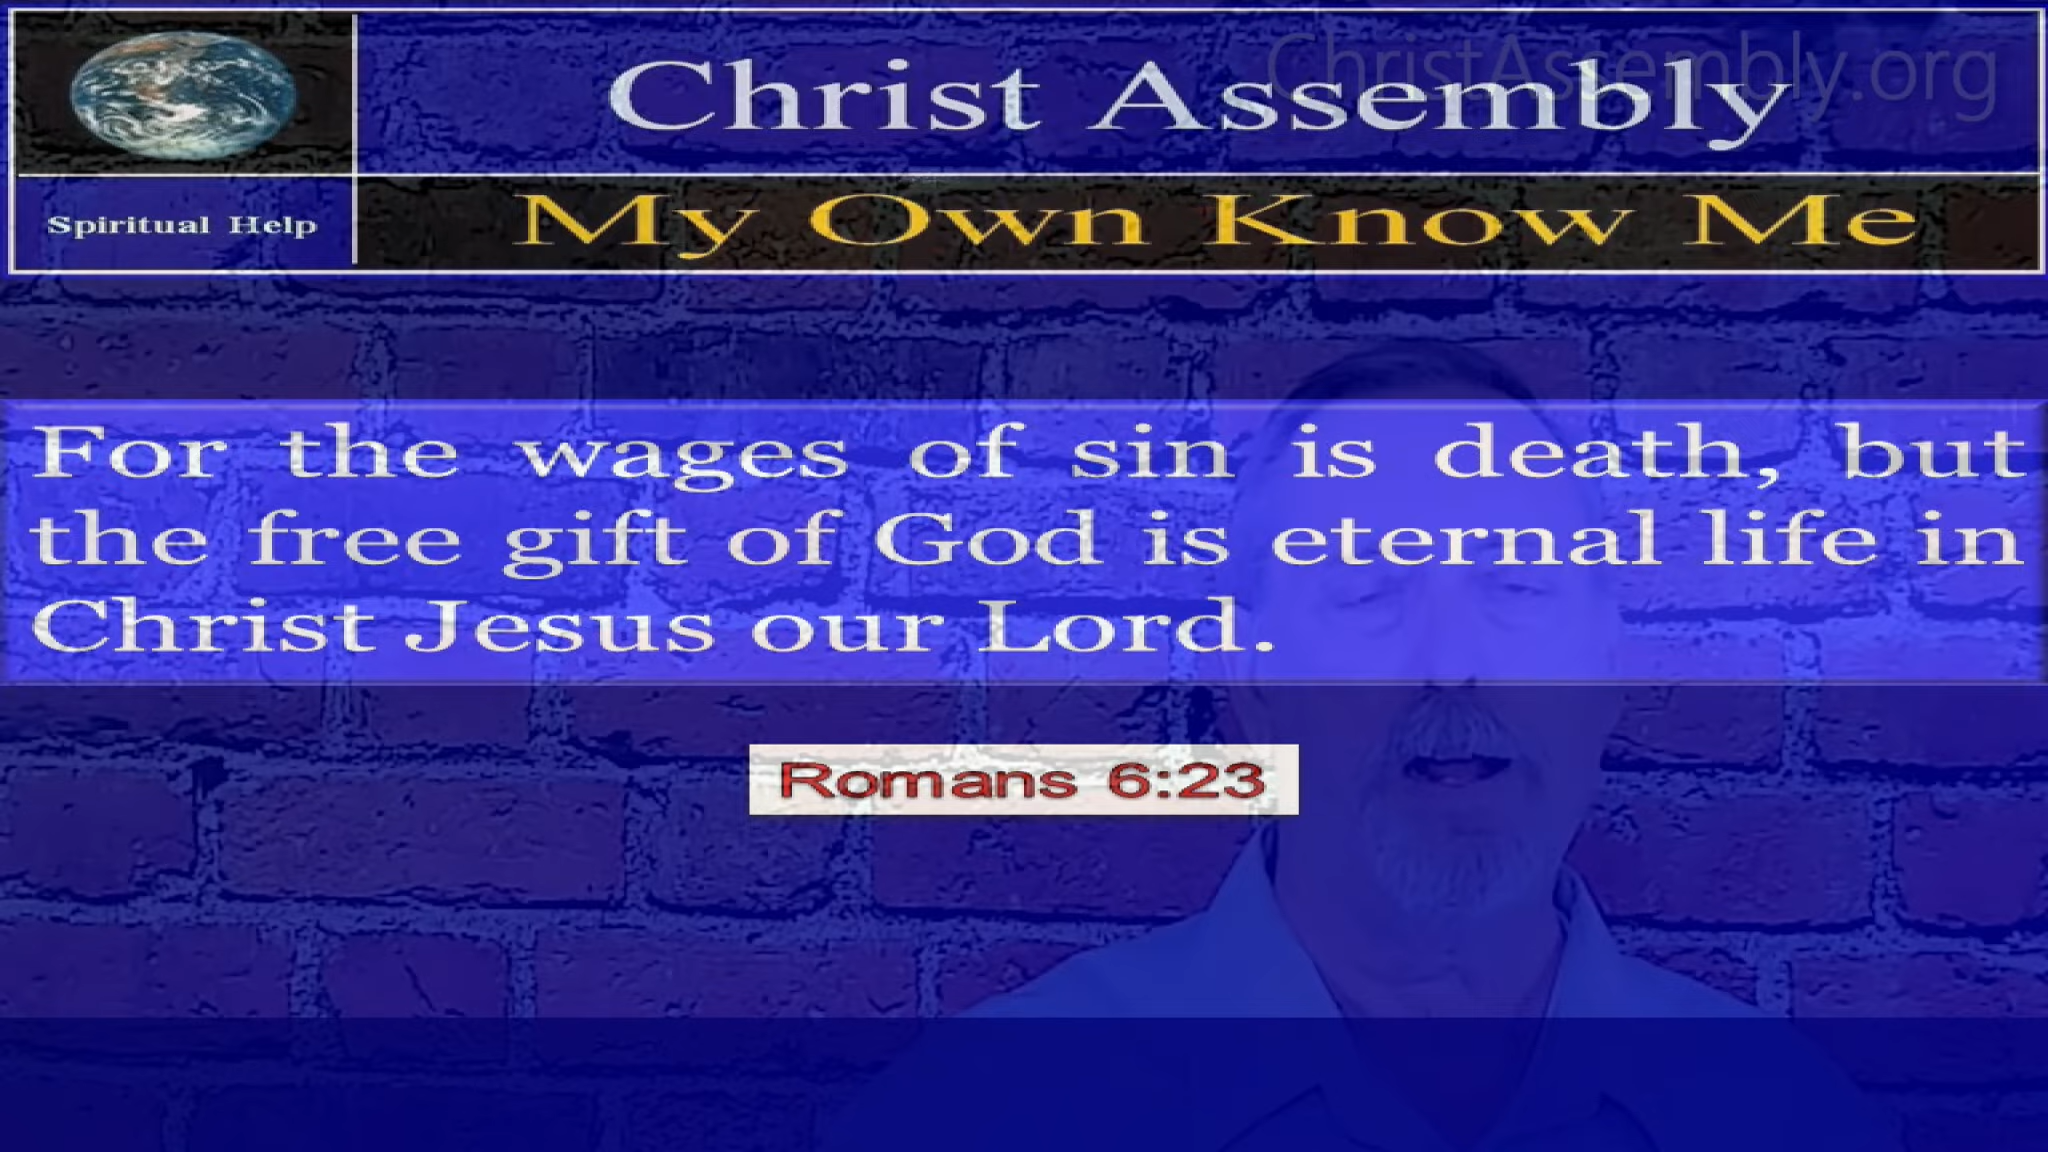 ChristAssembly.org
Christ Assembly
Spiritual Help
My Own Know Me
For the wages of sin is death, but
the free gift of God is eternal life in
Christ Jesus our Lord.
Romans 6:23